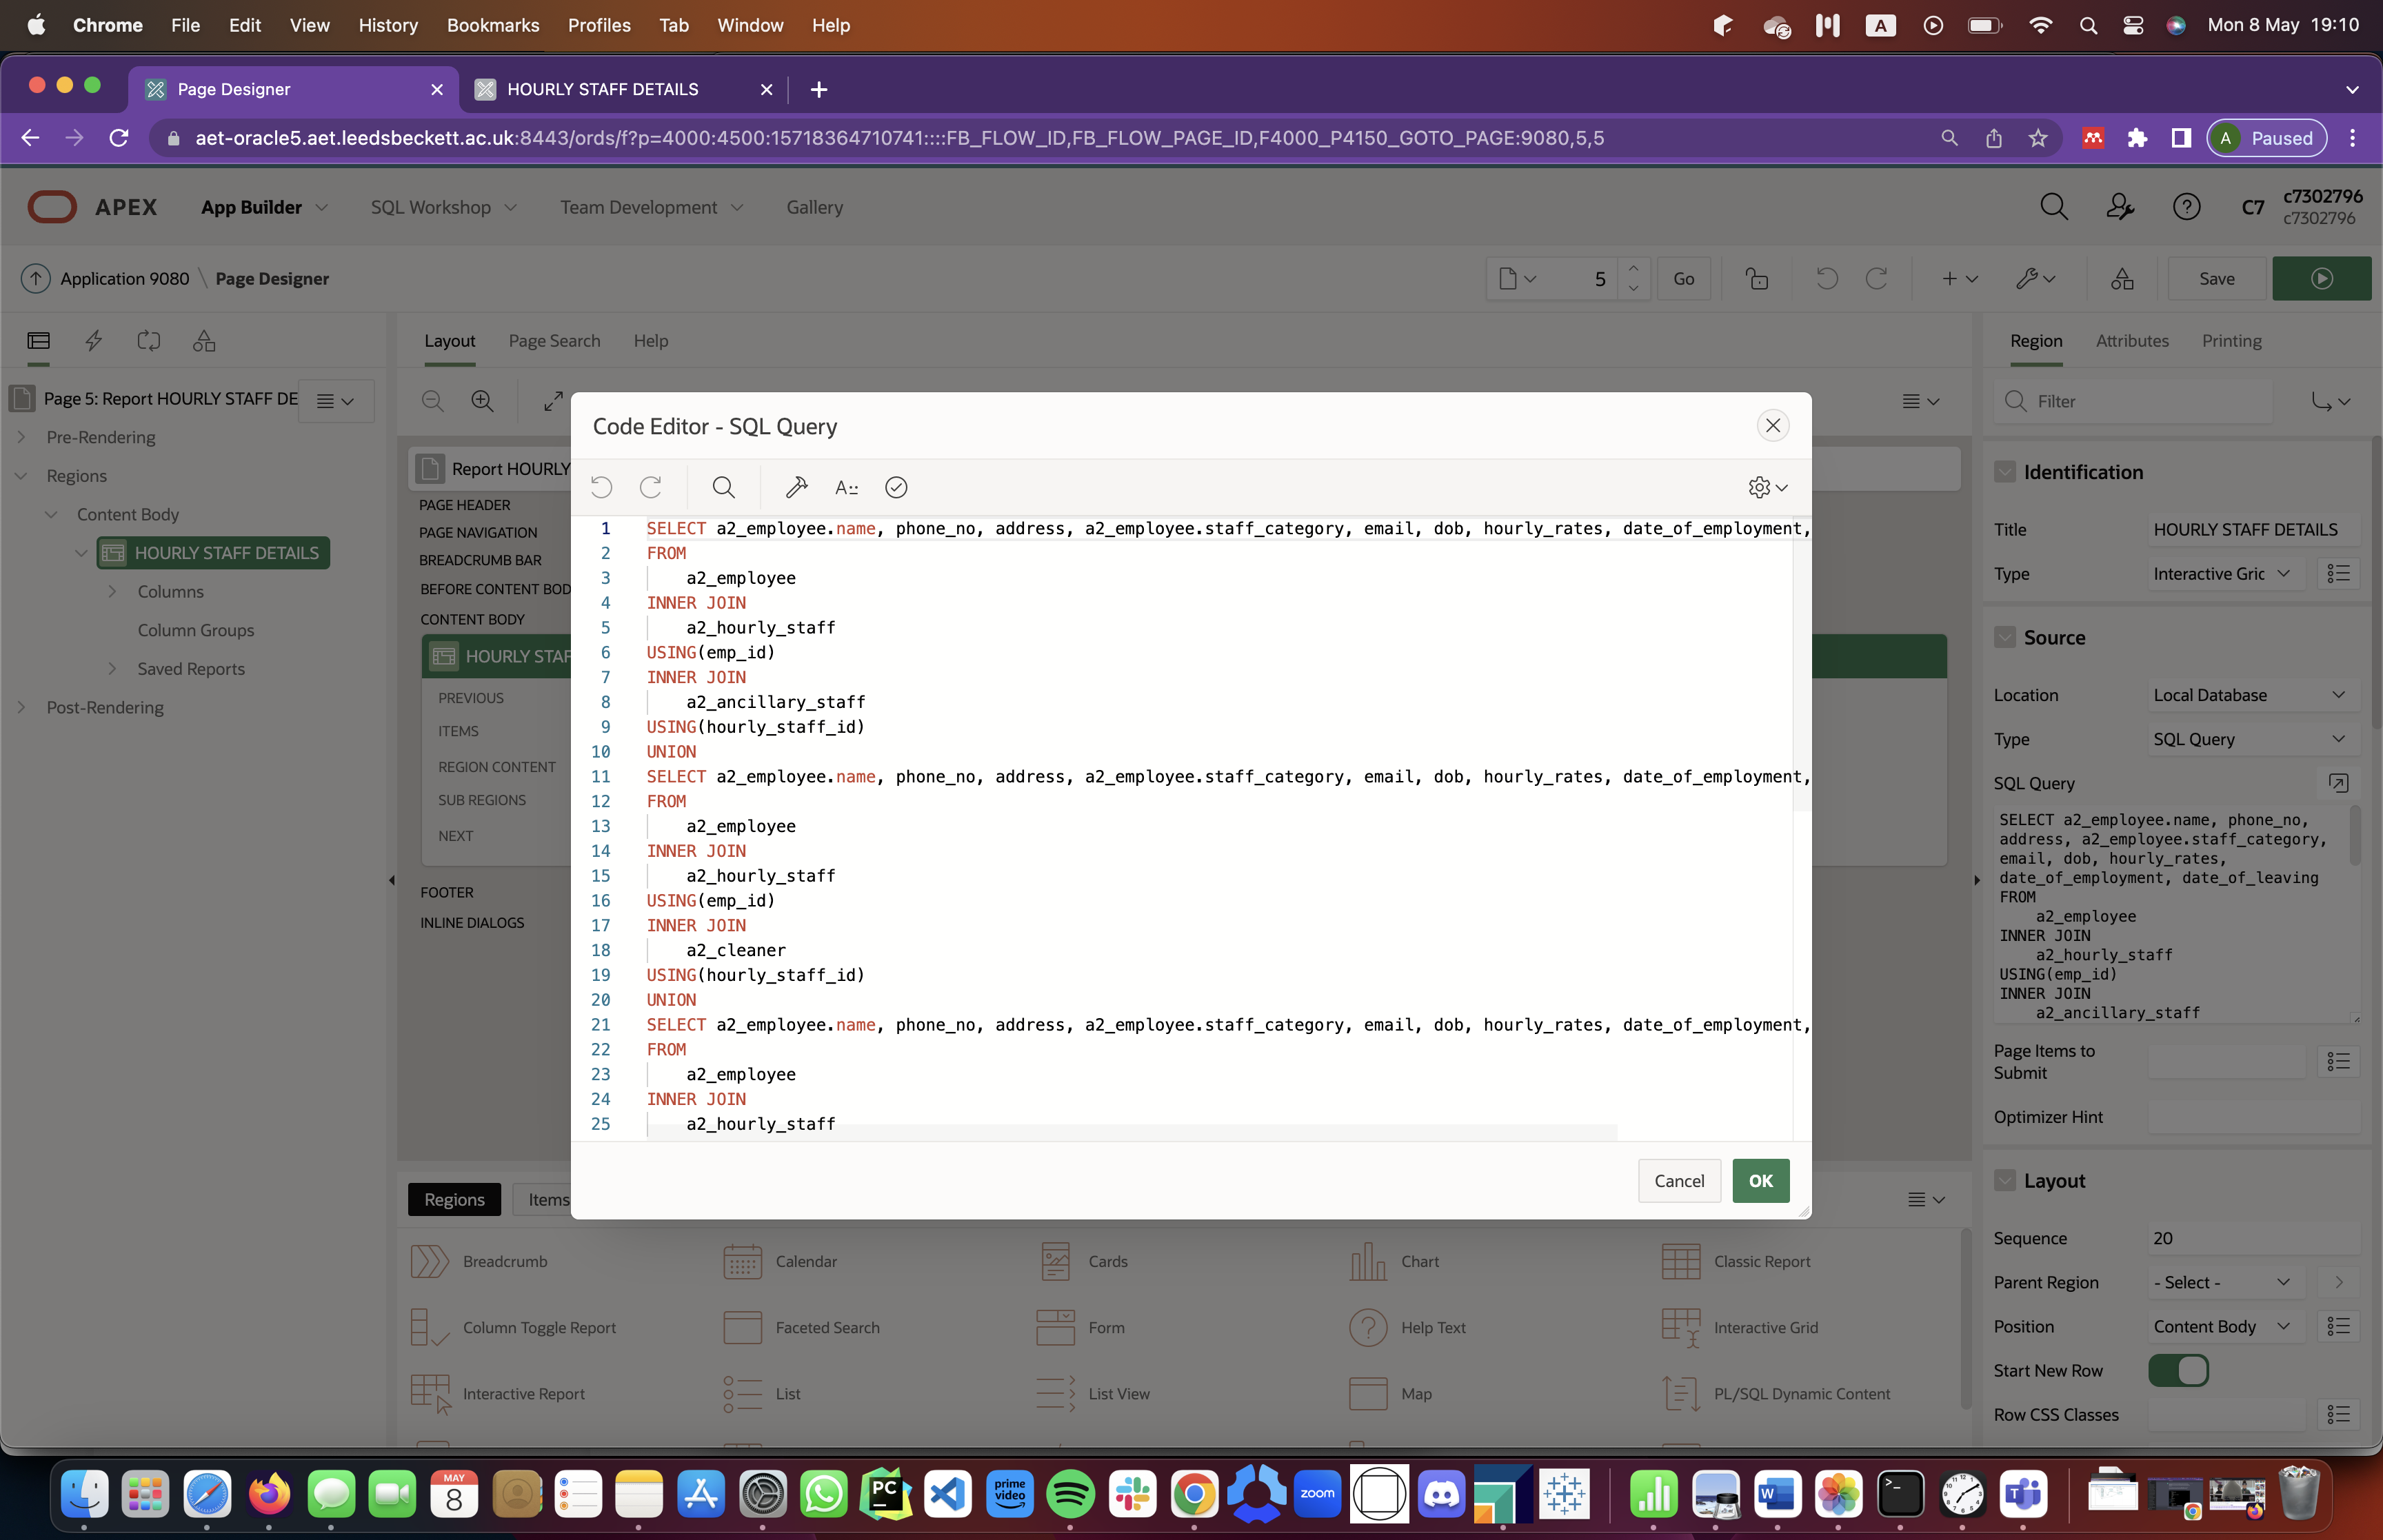 Chrome File Edit View History Bookmarks Profiles Tab Window Help
A
Mon 8 May 19:10
Page Designer
HOURLY STAFF DETAILS
aet-oracle5.aet.leedsbeckett.ac.uk:8443/ords/f?p=4000:4500:15718364710741::::FB_FLOW_ID,FB_FLOW_PAGE_ID,F4000_P4150_GOTO_PAGE:9080,5,5
A Paused
APEX App Builder SQL Workshop Team Development Gallery
C7 c7302796
c7302796
Application 9080 \ Page Designer
5 Go Save
Layout Page Search Help
Region Attributes Printing
Page 5: Report HOURLY STAFF DE
Pre-Rendering
Regions
Content Body
HOURLY STAFF DETAILS
Columns
Column Groups
Saved Reports
Post-Rendering
Report HOURLY
PAGE HEADER
PAGE NAVIGATION
BREADCRUMB BAR
BEFORE CONTENT BOD
CONTENT BODY
HOURLY STAF
PREVIOUS
ITEMS
REGION CONTENT
SUB REGIONS
NEXT
FOOTER
INLINE DIALOGS
Code Editor - SQL Query
A::
1 SELECT a2_employee.name, phone_no, address, a2_employee.staff_category, email, dob, hourly_rates, date_of_employment,
2 FROM
3 a2_employee
4 INNER JOIN
5 a2_hourly_staff
6 USING(emp_id)
7 INNER JOIN
8 a2_ancillary_staff
9 USING(hourly_staff_id)
10 UNION
11 SELECT a2_employee.name, phone_no, address, a2_employee.staff_category, email, dob, hourly_rates, date_of_employment,
12 FROM
13 a2_employee
14 INNER JOIN
15 a2_hourly_staff
16 USING(emp_id)
17 INNER JOIN
18 a2_cleaner
19 USING(hourly_staff_id)
20 UNION
21 SELECT a2_employee.name, phone_no, address, a2_employee.staff_category, email, dob, hourly_rates, date_of_employment,
22 FROM
23 a2_employee
24 INNER JOIN
25 a2_hourly_staff
Cancel OK
Filter
Identification
Title HOURLY STAFF DETAILS
Type Interactive Gric
Source
Location Local Database
Type SQL Query
SQL Query
SELECT a2_employee.name, phone_no,
address, a2_employee.staff_category,
email, dob, hourly_rates,
date_of_employment, date_of_leaving
FROM
a2_employee
INNER JOIN
a2_hourly_staff
USING(emp_id)
INNER JOIN
a2_ancillary_staff
Page Items to
Submit
Optimizer Hint
Layout
Sequence 20
Parent Region - Select -
Position Content Body
Start New Row
Row CSS Classes
Regions Items
Breadcrumb Calendar Cards Chart Classic Report
Column Toggle Report Faceted Search Form Help Text Interactive Grid
Interactive Report List List View Map PL/SQL Dynamic Content
MAY
8
PC
prime
video
zoom
W
T